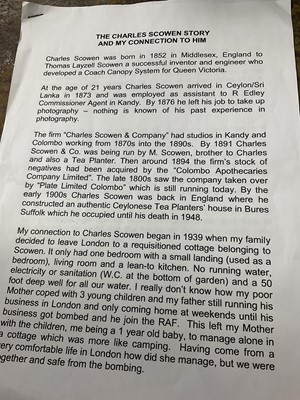 THE CHARLES SCOWEN STORY
AND MY CONNECTION TO HIM
Charles Scowen was born in 1852 in Middlesex, England to
Thomas Layzell Scowen a successful inventor and engineer who
developed a Coach Canopy System for Queen Victoria.
At the age of 21 years Charles Scowen arrived in Ceylon/Sri
Lanka in 1873 and was employed as assistant to R Edley
Commissioner Agent in Kandy. By 1876 he left his job to take up
photography – nothing is known of his past experience in
photography.
The firm "Charles Scowen & Company" had studios in Kandy and
Colombo working from 1870s into the 1890s. By 1891 Charles
Scowen & Co. was being run by M. Scowen, brother to Charles
and also a Tea Planter. Then around 1894 the firm's stock of
negatives had been acquired by the "Colombo Apothecaries
Company Limited". The late 1800s saw the company taken over
by "Plate Limited Colombo" which is still running today. By the
early 1900s Charles Scowen was back in England where he
constructed an authentic Ceylonese Tea Planters' house in Bures
Suffolk which he occupied until his death in 1948.
My connection to Charles Scowen began in 1939 when my family
decided to leave London to a requisitioned cottage belonging to
Scowen. It only had one bedroom with a small landing (used as a
bedroom), living room and a lean-to kitchen. No running water,
electricity or sanitation (W.C. at the bottom of garden) and a 50
foot deep well for all our water. I really don't know how my poor
Mother coped with 3 young children and my father still running his
business in London and only coming home at weekends until his
business got bombed and he join the RAF. This left my Mother
with the children, me being a 1 year old baby, to manage alone in
a cottage which was more like camping. Having come from a
very comfortable life in London how did she manage, but we were
together and safe from the bombing.